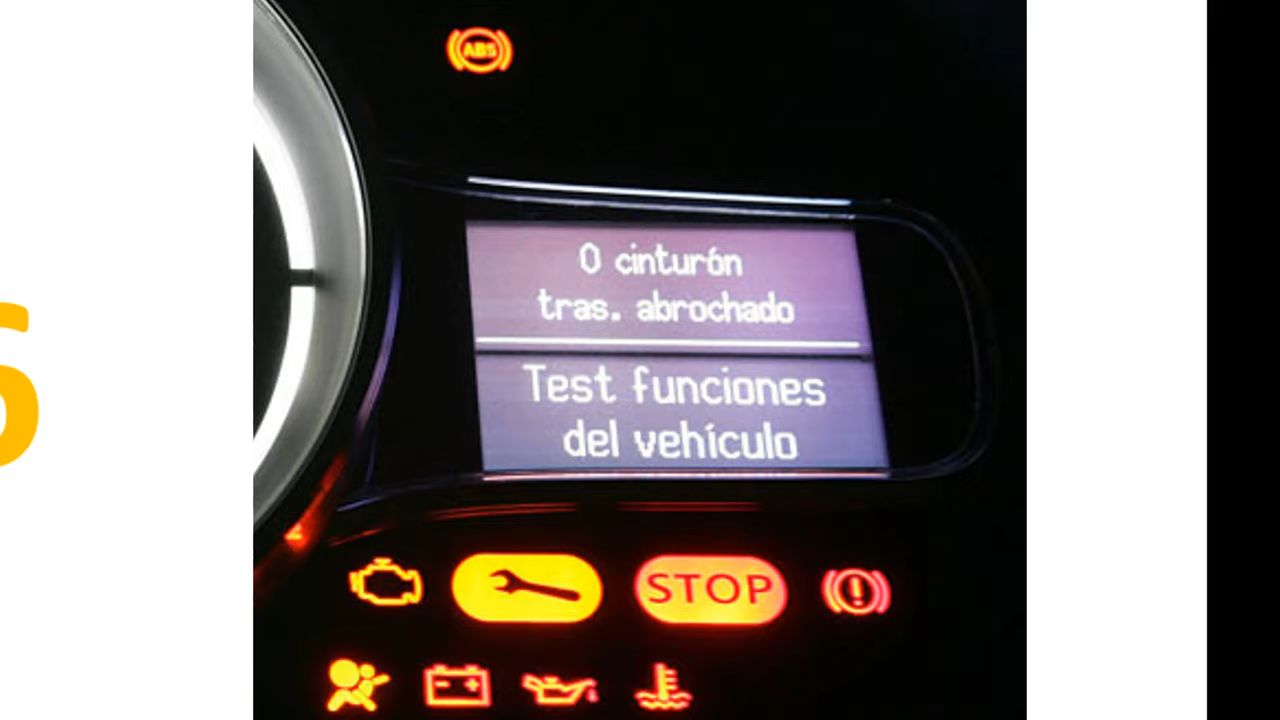 ABS
0 cinturón
tras. abrochado
Test funciones
del vehículo
STOP